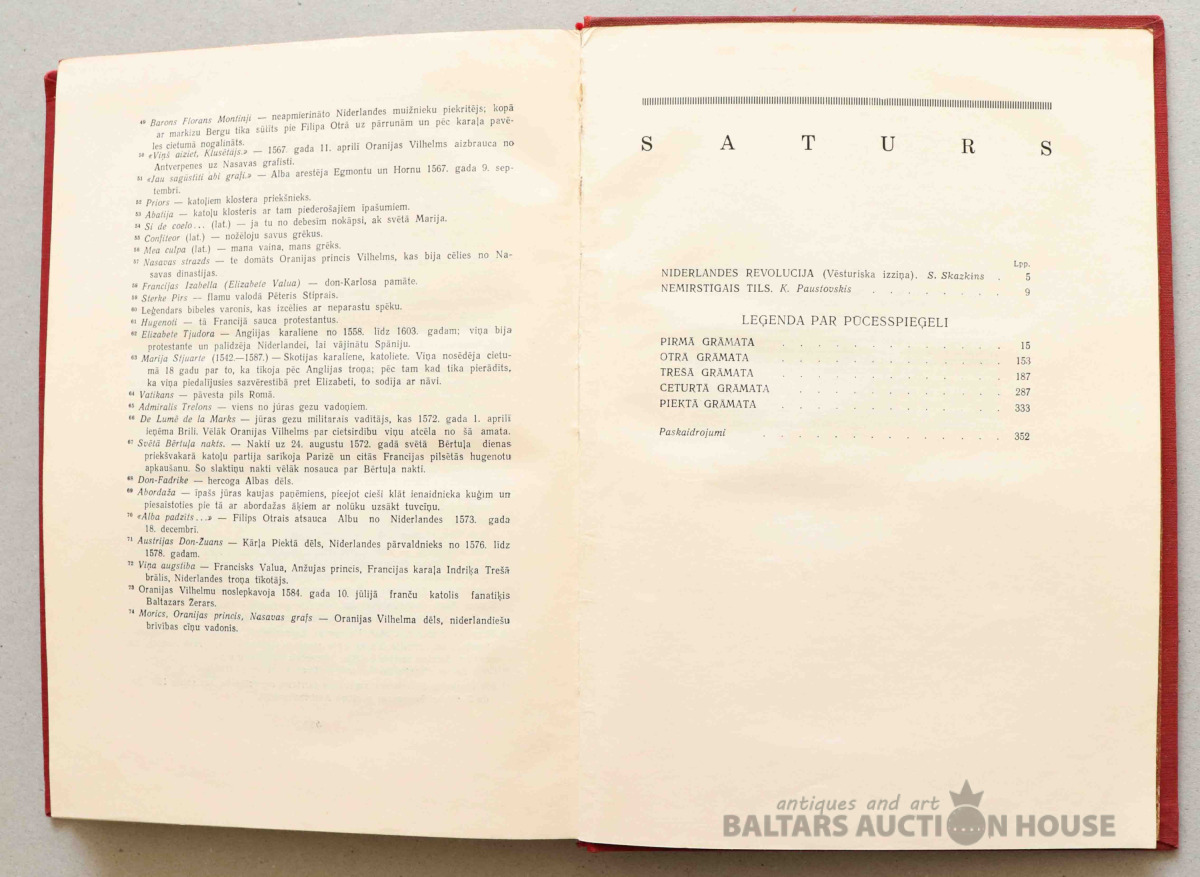 ⁴⁹ Barons Florans Montinji — neapmierināto Nīderlandes muižnieku piekritējs; kopā
ar markīzu Bergu tika sūtīts pie Filipa Otrā uz pārrunām un pēc karaļa pavē-
les cietumā nogalināts.
⁵⁰ «Viņš aiziet, Klusētājs.» — 1567. gada 11. aprīlī Oranijas Vilhelms aizbrauca no
Antverpenes uz Nasavas grafisti.
⁵¹ «Jau sagūstīti abi grafi.» — Alba arestēja Egmontu un Hornu 1567. gada 9. sep-
tembrī.
⁵² Priors — katoļiem klostera priekšnieks.
⁵³ Abatija — katoļu klosteris ar tam piederošajiem īpašumiem.
⁵⁴ Si de coelo... (lat.) — ja tu no debesīm nokāpsi, ak svētā Marija.
⁵⁵ Confiteor (lat.) — nožēloju savus grēkus.
⁵⁶ Mea culpa (lat.) — mana vaina, mans grēks.
⁵⁷ Nasavas strazds — te domāts Oranijas princis Vilhelms, kas bija cēlies no Na-
savas dinastijas.
⁵⁸ Francijas Izabella (Elizabete Valua) — don-Karlosa pamāte.
⁵⁹ Sterke Pirs — flamu valodā Pēteris Stiprais.
⁶⁰ Leģendārs bībeles varonis, kas izcēlies ar neparastu spēku.
⁶¹ Hugenoti — tā Francijā sauca protestantus.
⁶² Elizabete Tjudora — Anglijas karaliene no 1558. līdz 1603. gadam; viņa bija
protestante un palīdzēja Nīderlandei, lai vājinātu Spāniju.
⁶³ Marija Stjuarte (1542.—1587.) — Skotijas karaliene, katoliete. Viņa nosēdēja cietu-
mā 18 gadu par to, ka tīkoja pēc Anglijas troņa; pēc tam kad tika pierādīts,
ka viņa piedalījusies sazvērestībā pret Elizabeti, to sodīja ar nāvi.
⁶⁴ Vatikans — pāvesta pils Romā.
⁶⁵ Admiralis Trelons — viens no jūras gezu vadoņiem.
⁶⁶ De Lumē de la Marks — jūras gezu militarais vadītājs, kas 1572. gada 1. aprīlī
ieņēma Brili. Vēlāk Oranijas Vilhelms par cietsirdību viņu atcēla no šā amata.
⁶⁷ Svētā Bērtuļa nakts. — Naktī uz 24. augustu 1572. gadā svētā Bērtuļa dienas
priekšvakarā katoļu partija sarīkoja Parīzē un citās Francijas pilsētās hugenotu
apkaušanu. Šo slaktiņu nakti vēlāk nosauca par Bērtuļa nakti.
⁶⁸ Don-Fadrike — hercoga Albas dēls.
⁶⁹ Abordaža — īpašs jūras kaujas paņēmiens, pieejot cieši klāt ienaidnieka kuģim un
piesaistoties pie tā ar abordažas āķiem ar nolūku uzsākt tuvcīņu.
⁷⁰ «Alba padzīts...» — Filips Otrais atsauca Albu no Nīderlandes 1573. gada
18. decembrī.
⁷¹ Austrijas Don-Žuans — Kārļa Piektā dēls, Nīderlandes pārvaldnieks no 1576. līdz
1578. gadam.
⁷² Viņa augstība — Francisks Valua, Anžujas princis, Francijas karaļa Indriķa Trešā
brālis, Nīderlandes troņa tīkotājs.
⁷³ Oranijas Vilhelmu noslepkavoja 1584. gada 10. jūlijā franču katolis fanatiķis
Baltazars Žerars.
⁷⁴ Morics, Oranijas princis, Nasavas grafs — Oranijas Vilhelma dēls, nīderlandiešu
brīvības cīņu vadonis.
SATURS
Lpp.
NIDERLANDES REVOLUCIJA (Vēsturiska izziņa). S. Skazkins . 5
NEMIRSTĪGAIS TILS. K. Paustovskis . . . . . . . . 9
LEĢENDA PAR PŪCESSPIEĢELI
PIRMĀ GRĀMATA . . . . . . . . . . . . 15
OTRĀ GRĀMATA . . . . . . . . . . . . 153
TREŠĀ GRĀMATA . . . . . . . . . . . . 187
CETURTĀ GRĀMATA . . . . . . . . . . . . 287
PIEKTĀ GRĀMATA . . . . . . . . . . . . 333
Paskaidrojumi . . . . . . . . . . . . . 352
antiques and art
BALTARS AUCTION HOUSE